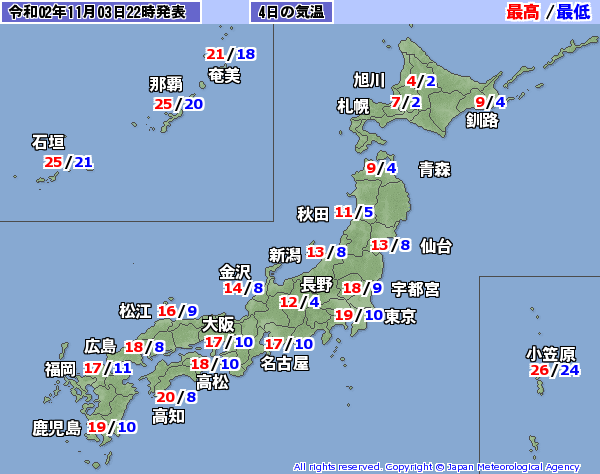 令和02年11月03日22時発表 4日の気温 最高 / 最低
21 / 18
奄美
那覇
25 / 20
石垣
25 / 21
旭川
4 / 2
札幌
7 / 2
9 / 4
釧路
9 / 4
青森
秋田 11 / 5
13 / 8 仙台
新潟 13 / 8
金沢
14 / 8
長野
12 / 4
18 / 9 宇都宮
19 / 10 東京
松江 16 / 9
大阪
17 / 10
17 / 10
名古屋
広島 18 / 8
福岡 17 / 11
18 / 10
高松
20 / 8
高知
鹿児島 19 / 10
小笠原
26 / 24
All rights reserved. Copyright © Japan Meteorological Agency